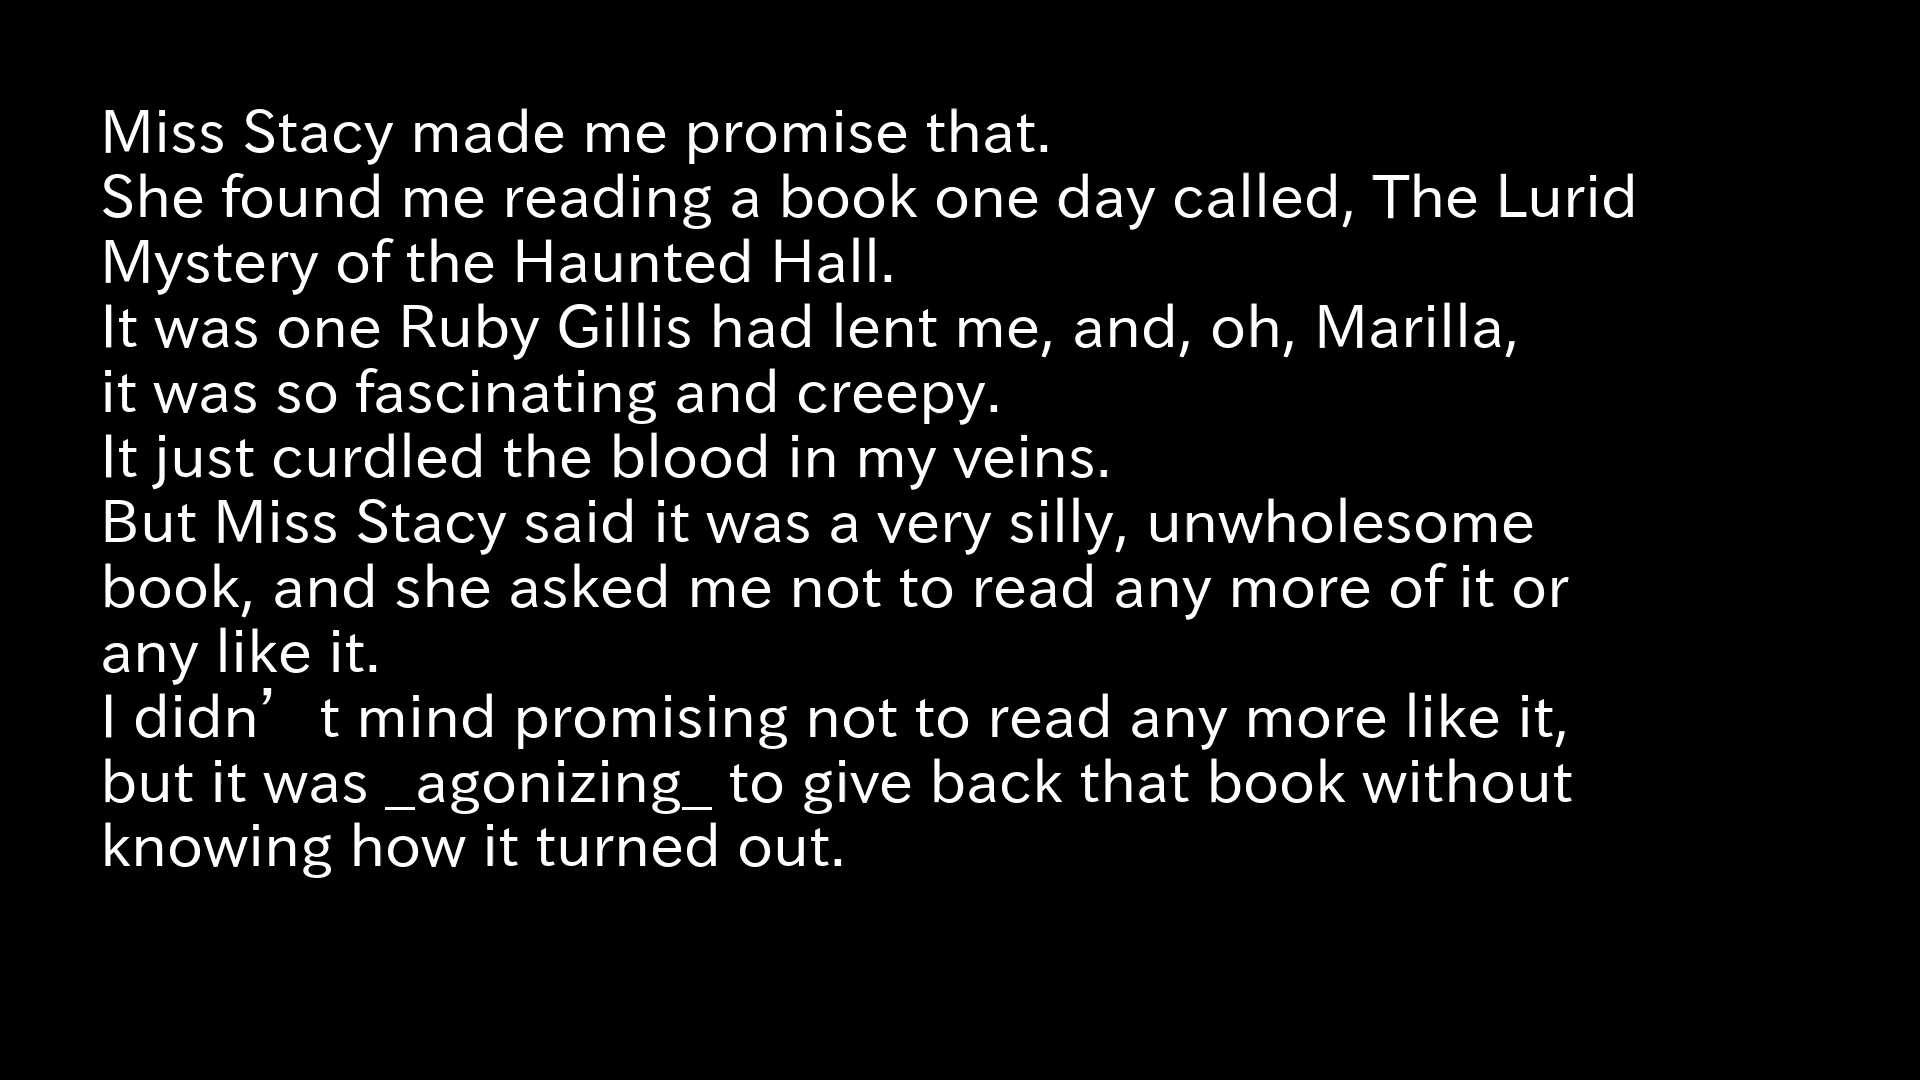 Miss Stacy made me promise that.
She found me reading a book one day called, The Lurid
Mystery of the Haunted Hall.
It was one Ruby Gillis had lent me, and, oh, Marilla,
it was so fascinating and creepy.
It just curdled the blood in my veins.
But Miss Stacy said it was a very silly, unwholesome
book, and she asked me not to read any more of it or
any like it.
I didn’t mind promising not to read any more like it,
but it was _agonizing_ to give back that book without
knowing how it turned out.